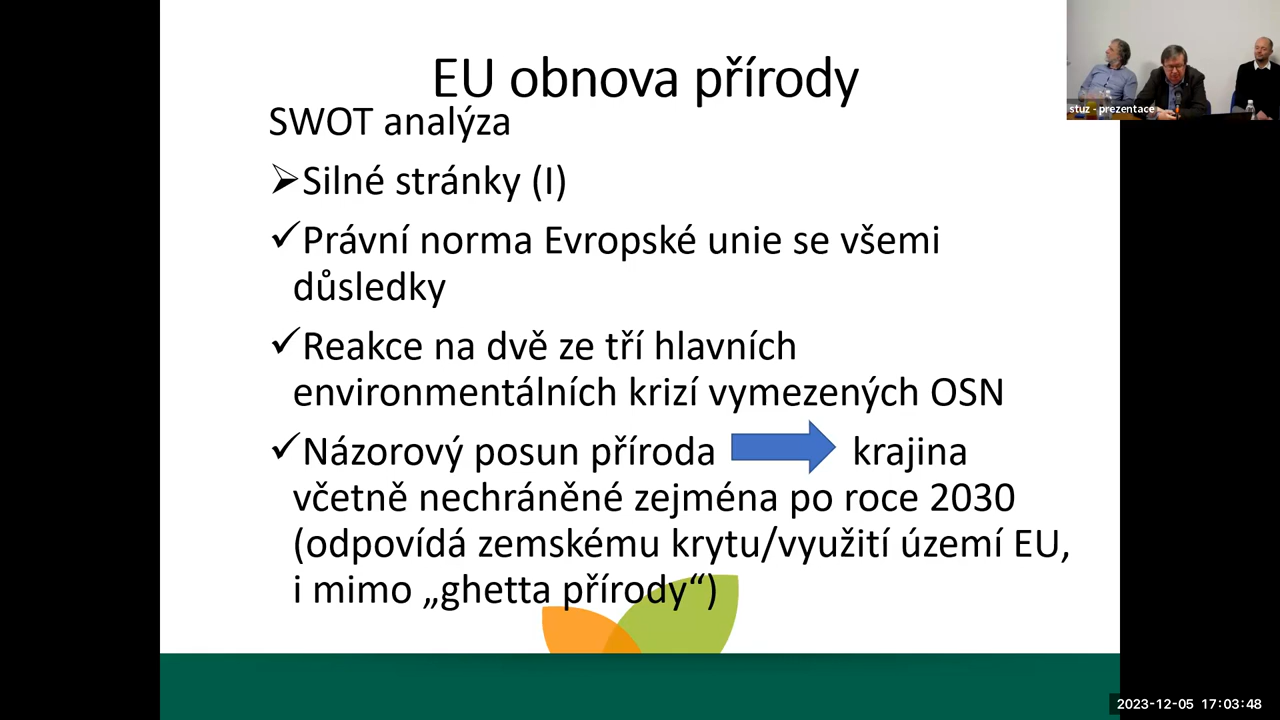 EU obnova přírody
SWOT analýza
➢Silné stránky (I)
✓Právní norma Evropské unie se všemi
důsledky
✓Reakce na dvě ze tří hlavních
environmentálních krizí vymezených OSN
✓Názorový posun příroda krajina
včetně nechráněné zejména po roce 2030
(odpovídá zemskému krytu/využití území EU,
i mimo „ghetta přírody“)
stuz - prezentace
2023-12-05 17:03:48